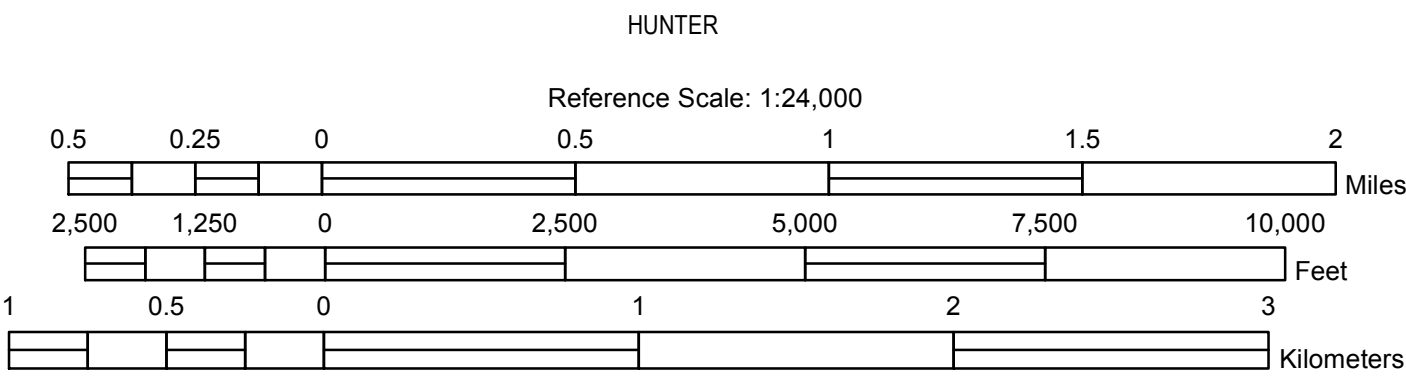 HUNTER
Reference Scale: 1:24,000
0.5 0.25 0 0.5 1 1.5 2
Miles
2,500 1,250 0 2,500 5,000 7,500 10,000
Feet
1 0.5 0 1 2 3
Kilometers